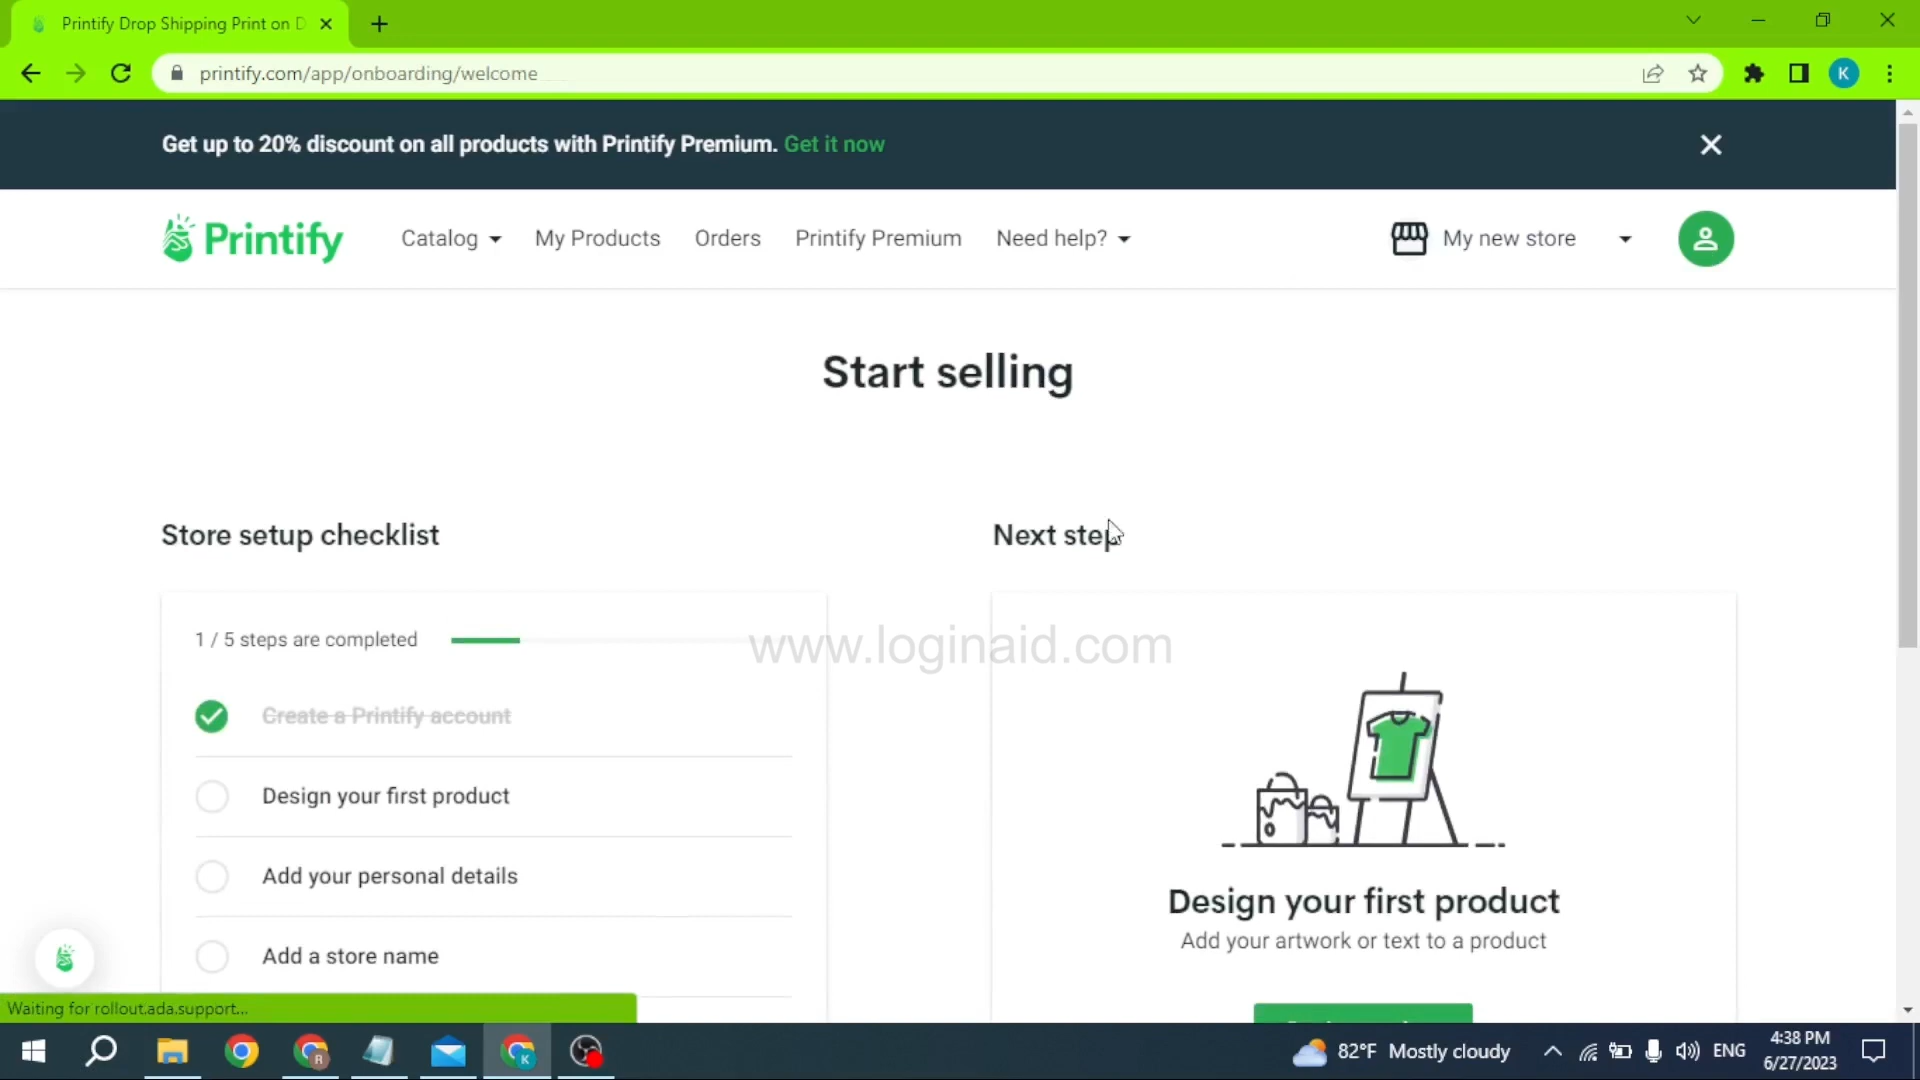 Printify Drop Shipping Print on D
printify.com/app/onboarding/welcome
Get up to 20% discount on all products with Printify Premium. Get it now
Printify
Catalog
My Products
Orders
Printify Premium
Need help?
My new store
Start selling
Store setup checklist
Next step
1 / 5 steps are completed
www.loginaid.com
Create a Printify account
Design your first product
Add your personal details
Add a store name
Design your first product
Add your artwork or text to a product
Waiting for rollout.ada.support...
82°F Mostly cloudy
ENG
4:38 PM
6/27/2023
K
R
K